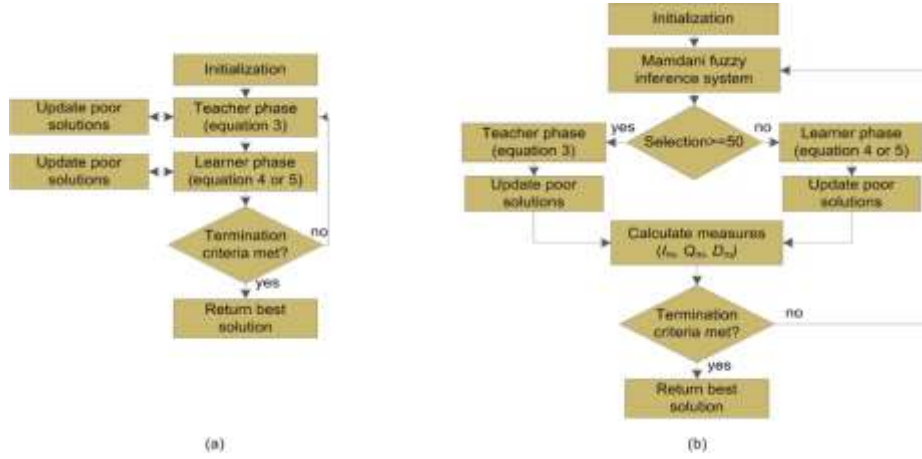 Initialization
Update poor
solutions
Teacher phase
(equation 3)
Update poor
solutions
Learner phase
(equation 4 or 5)
Termination
criteria met?
no
yes
Return best
solution
(a)
Initialization
Mamdani fuzzy
inference system
Selection>=50
yes
no
Teacher phase
(equation 3)
Learner phase
(equation 4 or 5)
Update poor
solutions
Update poor
solutions
Calculate measures
(Iₘ, Qₘ, Dₘ)
Termination
criteria met?
no
yes
Return best
solution
(b)